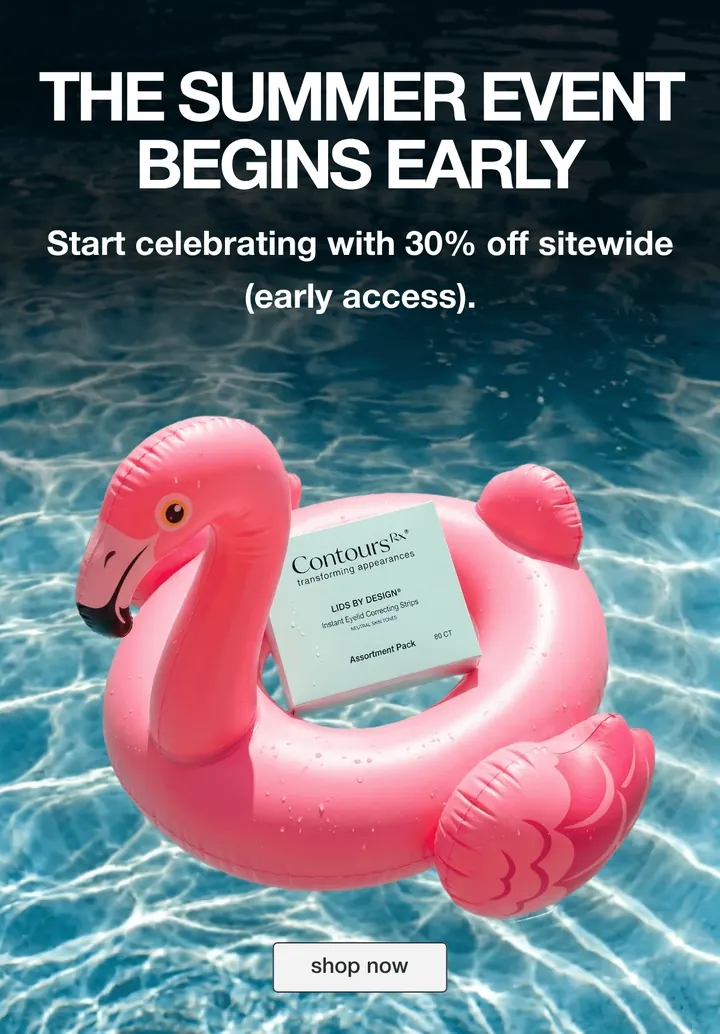 THE SUMMER EVENT
BEGINS EARLY
Start celebrating with 30% off sitewide
(early access).
ContoursRx®
transforming appearances
LIDS BY DESIGN®
Instant Eyelid Correcting Strips
NEUTRAL SKIN TONES
Assortment Pack
80 CT
shop now